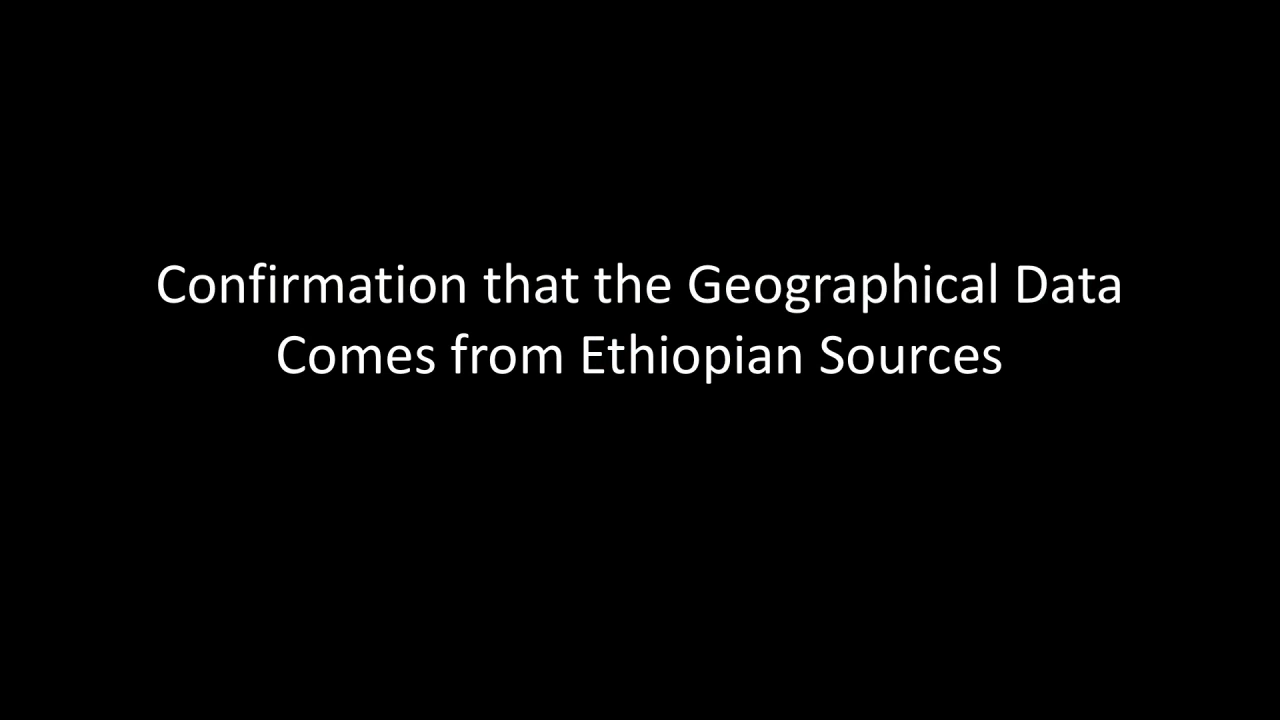 Confirmation that the Geographical Data
Comes from Ethiopian Sources